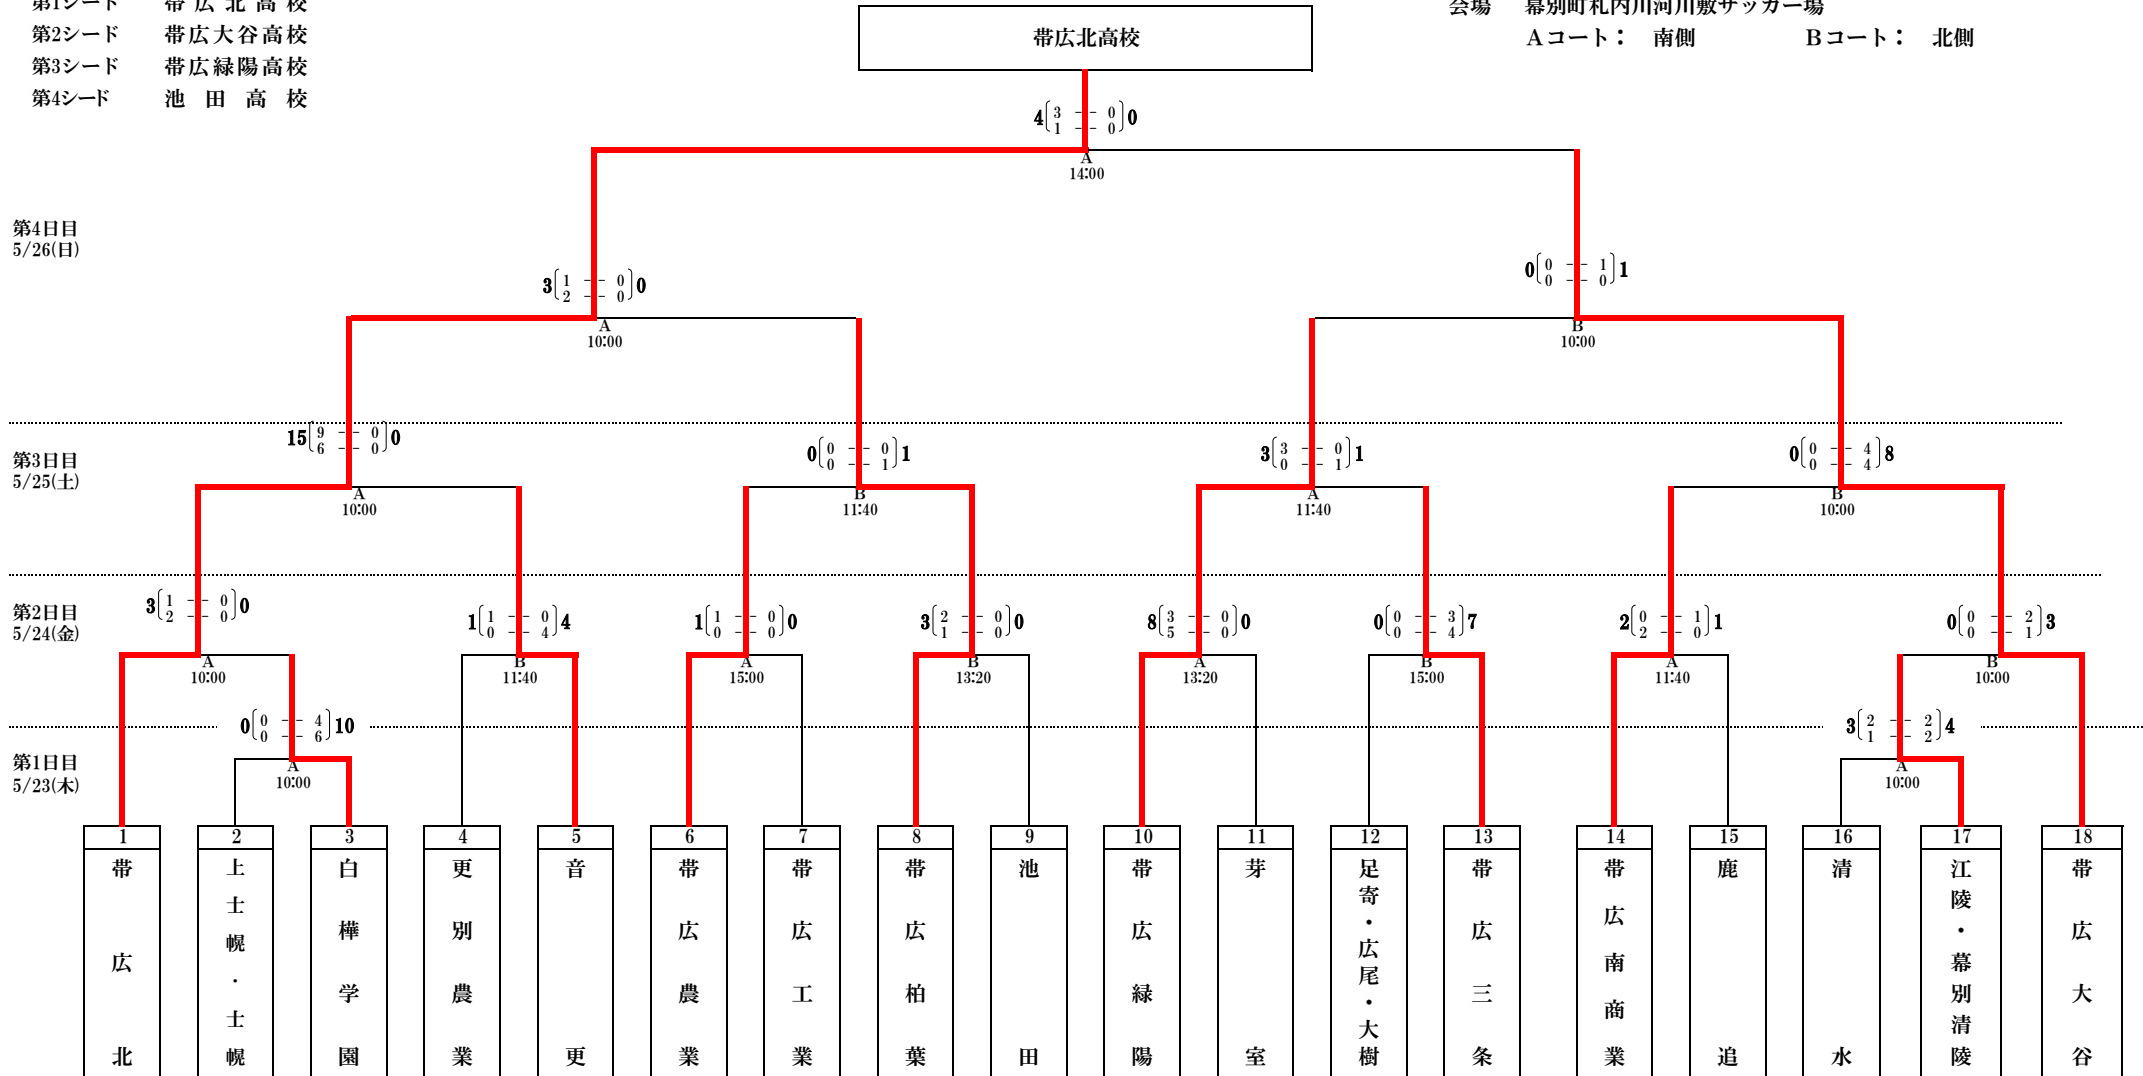 第1シード 帯広北高校
会場 幕別町札内川河川敷サッカー場
第2シード 帯広大谷高校
帯広北高校
Ａコート： 南側 Ｂコート： 北側
第3シード 帯広緑陽高校
第4シード 池田高校
4 3 - - 0 0
1 - - 0
A
14:00
第4日目
5/26(日)
3 1 - - 0 0
2 - - 0
A
10:00
0 0 - - 1 1
0 - - 0
B
10:00
第3日目
5/25(土)
15 9 - - 0 0
6 - - 0
A
10:00
0 0 - - 0 1
0 - - 1
B
11:40
3 3 - - 0 1
0 - - 1
A
11:40
0 0 - - 4 8
0 - - 4
B
10:00
第2日目
5/24(金)
3 1 - - 0 0
2 - - 0
A
10:00
1 1 - - 0 4
0 - - 4
B
11:40
1 1 - - 0 0
0 - - 0
A
15:00
3 2 - - 0 0
1 - - 0
B
13:20
8 3 - - 0 0
5 - - 0
A
13:20
0 0 - - 3 7
0 - - 4
B
15:00
2 0 - - 1 1
2 - - 0
A
11:40
0 0 - - 2 3
0 - - 1
B
10:00
第1日目
5/23(木)
0 0 - - 4 10
0 - - 6
A
10:00
3 2 - - 2 4
1 - - 2
A
10:00
1
帯広北
2
上士幌・士幌
3
白樺学園
4
更別農業
5
音更
6
帯広農業
7
帯広工業
8
帯広柏葉
9
池田
10
帯広緑陽
11
芽室
12
足寄・広尾・大樹
13
帯広三条
14
帯広南商業
15
鹿追
16
清水
17
江陵・幕別清陵
18
帯広大谷